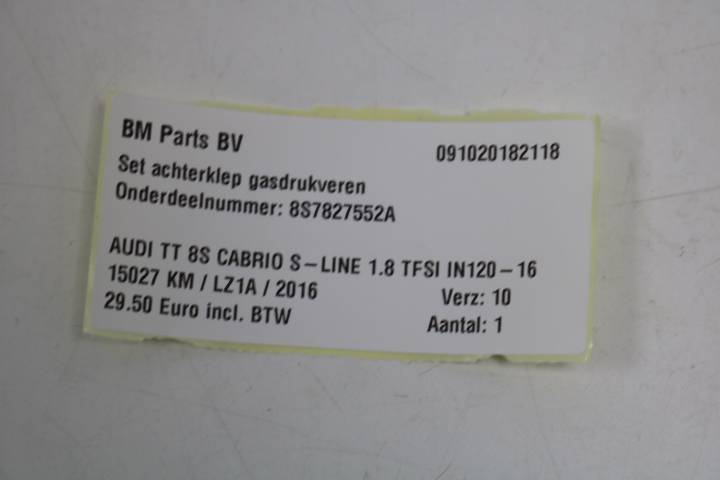 BM Parts BV
091020182118
Set achterklep gasdrukveren
Onderdeelnummer: 8S7827552A
AUDI TT 8S CABRIO S-LINE 1.8 TFSI IN120-16
15027 KM / LZ1A / 2016
Verz: 10
29.50 Euro incl. BTW
Aantal: 1